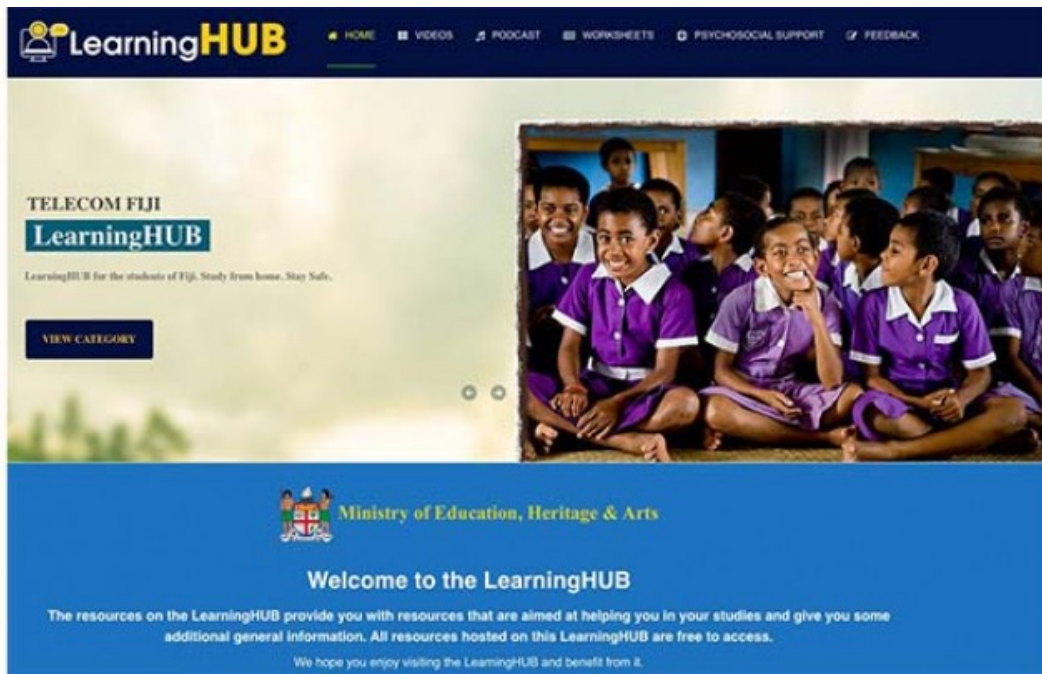 LearningHUB
HOME VIDEOS PODCAST WORKSHEETS PSYCHOSOCIAL SUPPORT FEEDBACK
TELECOM FIJI
LearningHUB
LearningHUB for the students of Fiji. Study from home. Stay Safe.
VIEW CATEGORY
Ministry of Education, Heritage & Arts
Welcome to the LearningHUB
The resources on the LearningHUB provide you with resources that are aimed at helping you in your studies and give you some
additional general information. All resources hosted on this LearningHUB are free to access.
We hope you enjoy visiting the LearningHUB and benefit from it.